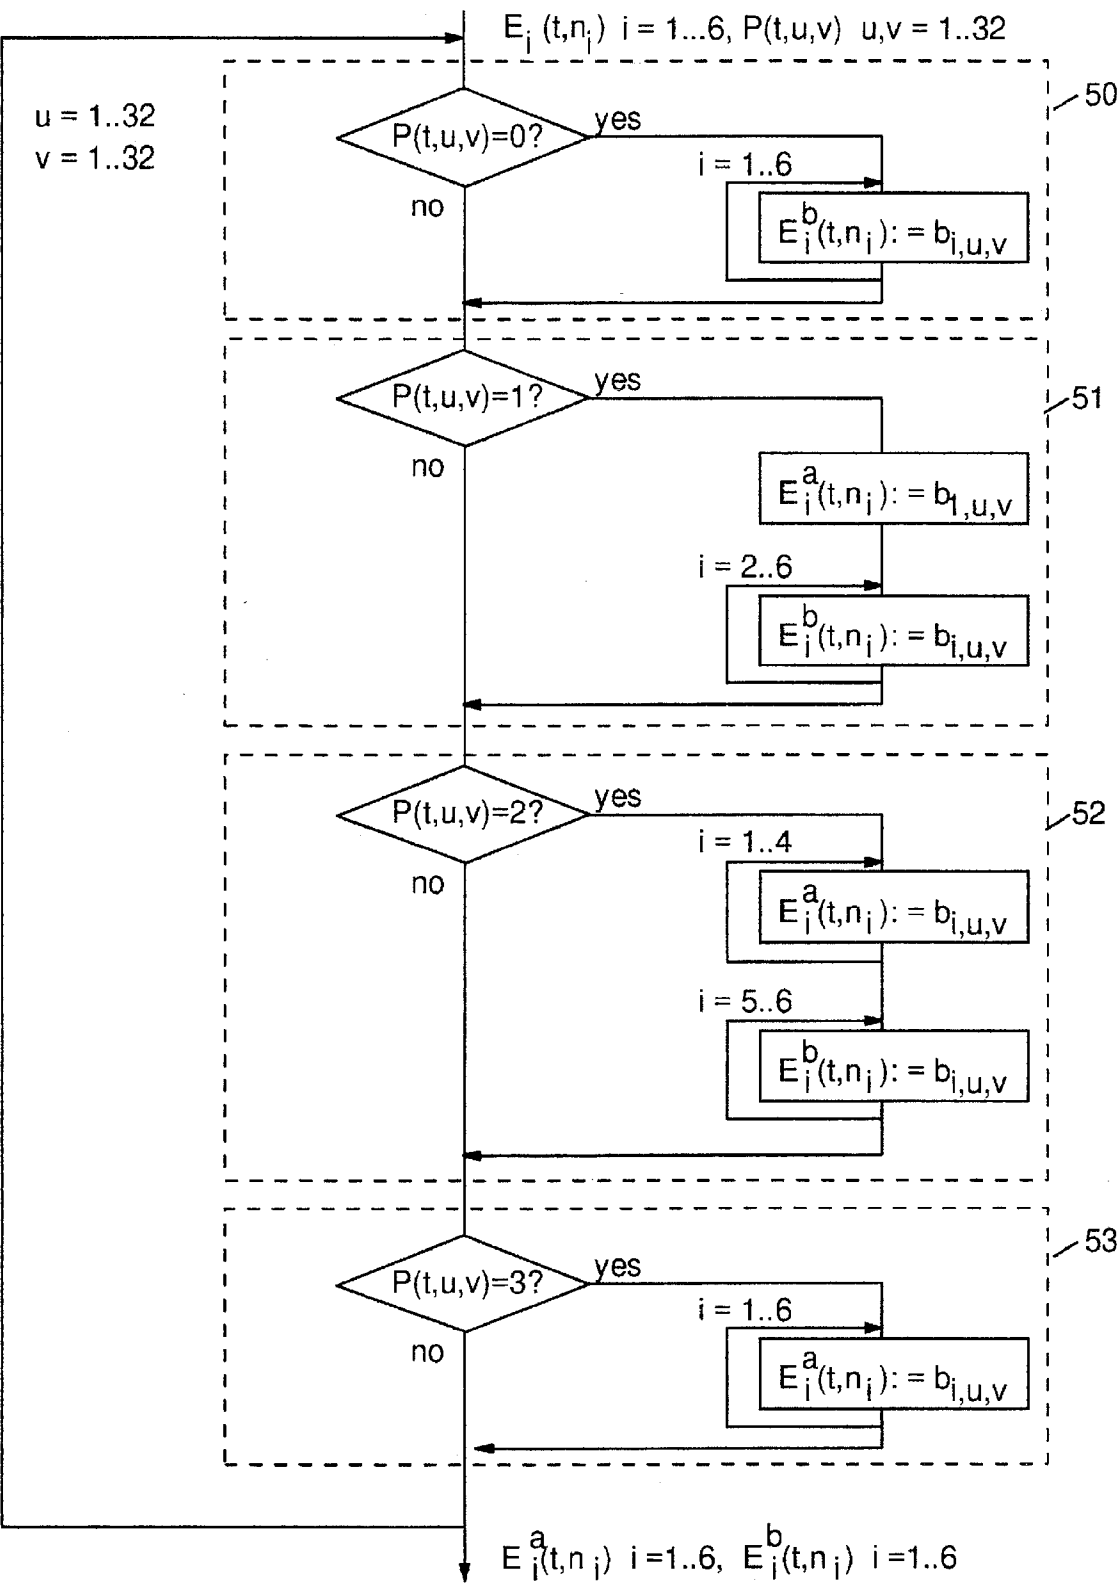 E_i (t,n_i) i = 1...6, P(t,u,v) u,v = 1..32
50
u = 1..32
v = 1..32
P(t,u,v)=0?
yes
no
i = 1..6
E_i^b(t,n_i): = b_i,u,v
51
P(t,u,v)=1?
yes
no
E_i^a(t,n_i): = b_1,u,v
i = 2..6
E_i^b(t,n_i): = b_i,u,v
52
P(t,u,v)=2?
yes
no
i = 1..4
E_i^a(t,n_i): = b_i,u,v
i = 5..6
E_i^b(t,n_i): = b_i,u,v
53
P(t,u,v)=3?
yes
no
i = 1..6
E_i^a(t,n_i): = b_i,u,v
E_i^a(t,n_i) i =1..6, E_i^b(t,n_i) i =1..6